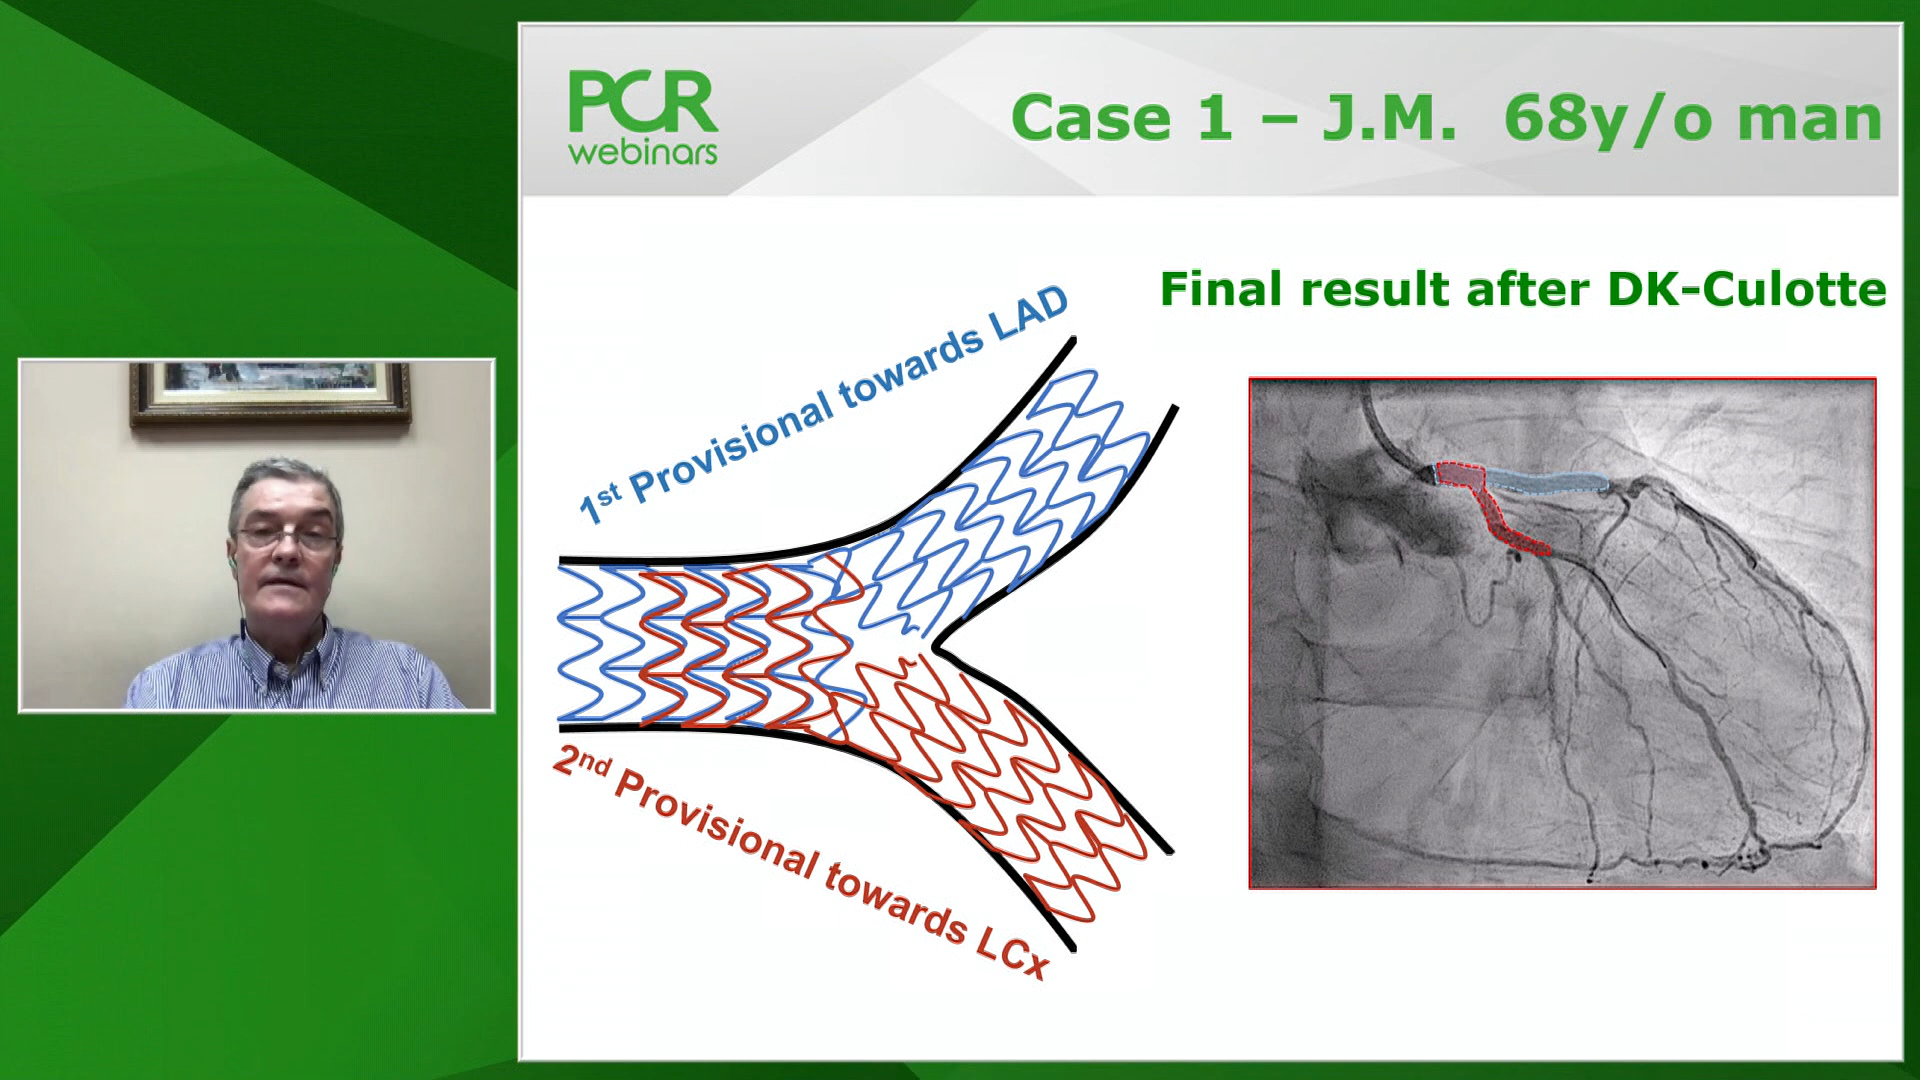 PCR
webinars
Case 1 – J.M. 68y/o man
Final result after DK-Culotte
1st Provisional towards LAD
2nd Provisional towards LCx